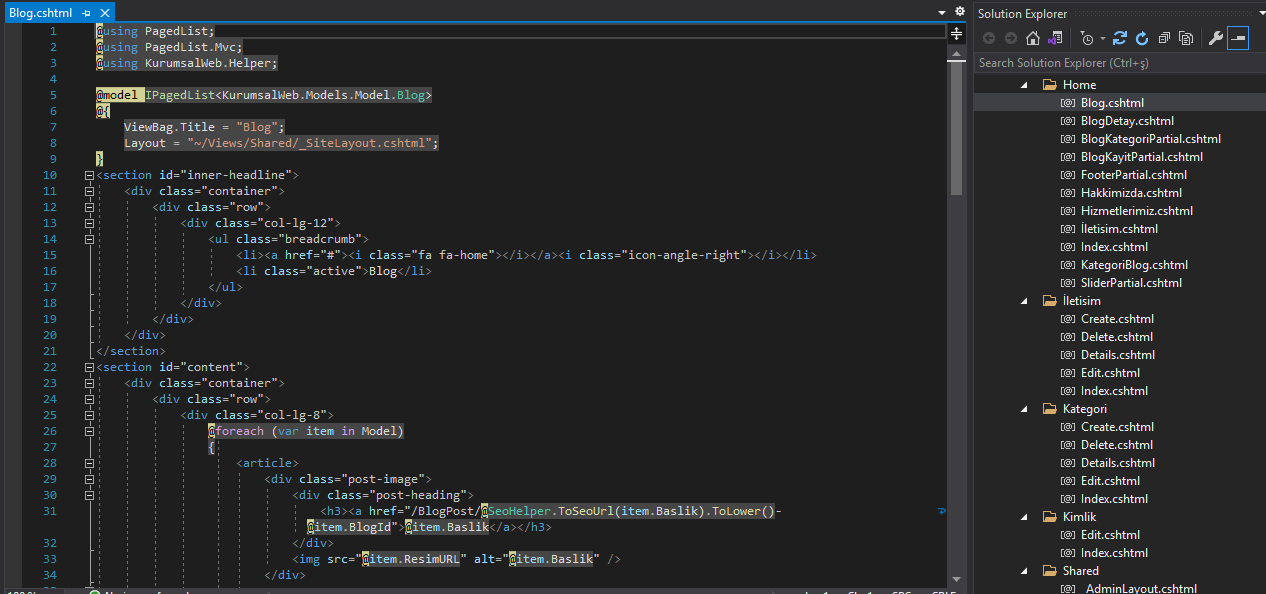 Blog.cshtml
1 @using PagedList;
2 @using PagedList.Mvc;
3 @using KurumsalWeb.Helper;
4
5 @model IPagedList<KurumsalWeb.Models.Model.Blog>
6 @{
7 ViewBag.Title = "Blog";
8 Layout = "~/Views/Shared/_SiteLayout.cshtml";
9 }
10 <section id="inner-headline">
11 <div class="container">
12 <div class="row">
13 <div class="col-lg-12">
14 <ul class="breadcrumb">
15 <li><a href="#"><i class="fa fa-home"></i></a><i class="icon-angle-right"></i></li>
16 <li class="active">Blog</li>
17 </ul>
18 </div>
19 </div>
20 </div>
21 </section>
22 <section id="content">
23 <div class="container">
24 <div class="row">
25 <div class="col-lg-8">
26 @foreach (var item in Model)
27 {
28 <article>
29 <div class="post-image">
30 <div class="post-heading">
31 <h3><a href="/BlogPost/@SeoHelper.ToSeoUrl(item.Baslik).ToLower()-
@item.BlogId">@item.Baslik</a></h3>
32 </div>
33 <img src="@item.ResimURL" alt="@item.Baslik" />
34 </div>
Solution Explorer
Search Solution Explorer (Ctrl+ş)
Home
Blog.cshtml
BlogDetay.cshtml
BlogKategoriPartial.cshtml
BlogKayitPartial.cshtml
FooterPartial.cshtml
Hakkimizda.cshtml
Hizmetlerimiz.cshtml
İletisim.cshtml
Index.cshtml
KategoriBlog.cshtml
SliderPartial.cshtml
İletisim
Create.cshtml
Delete.cshtml
Details.cshtml
Edit.cshtml
Index.cshtml
Kategori
Create.cshtml
Delete.cshtml
Details.cshtml
Edit.cshtml
Index.cshtml
Kimlik
Edit.cshtml
Index.cshtml
Shared
_AdminLayout.cshtml